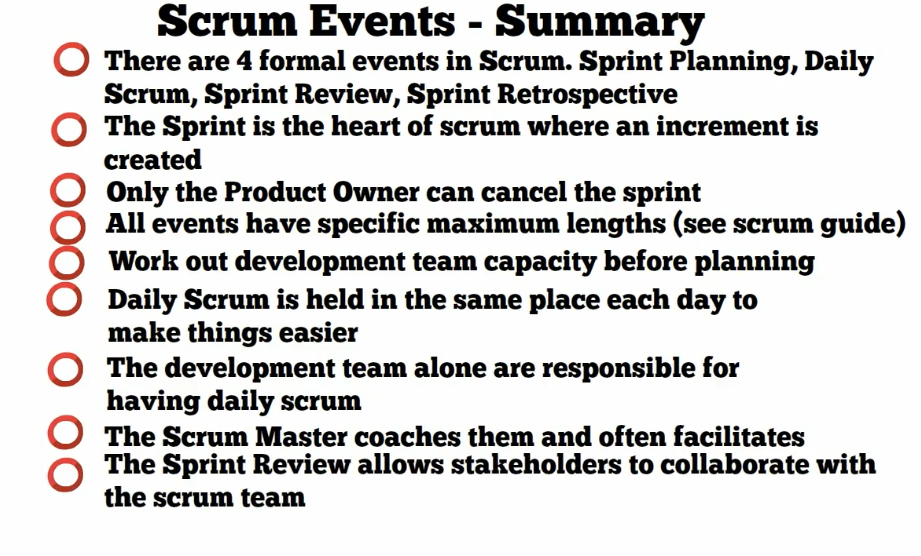 Scrum Events - Summary
There are 4 formal events in Scrum. Sprint Planning, Daily
Scrum, Sprint Review, Sprint Retrospective
The Sprint is the heart of scrum where an increment is
created
Only the Product Owner can cancel the sprint
All events have specific maximum lengths (see scrum guide)
Work out development team capacity before planning
Daily Scrum is held in the same place each day to
make things easier
The development team alone are responsible for
having daily scrum
The Scrum Master coaches them and often facilitates
The Sprint Review allows stakeholders to collaborate with
the scrum team